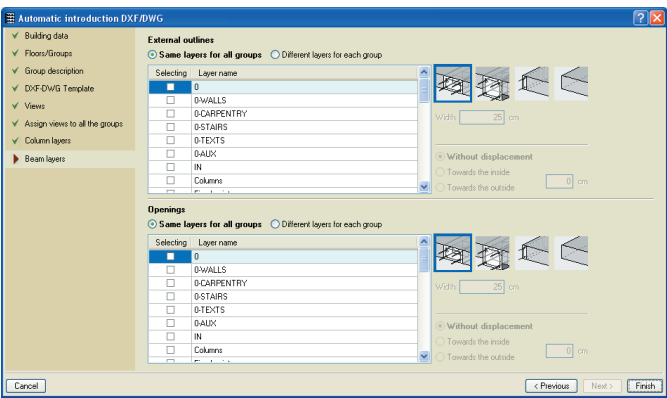 Automatic introduction DXF/DWG
Building data
Floors/Groups
Group description
DXF-DWG Template
Views
Assign views to all the groups
Column layers
Beam layers
External outlines
Same layers for all groups Different layers for each group
Selecting Layer name
0
0-WALLS
0-CARPENTRY
0-STAIRS
0-TEXTS
0-AUX
IN
Columns
Width 25 cm
Without displacement
Towards the inside
Towards the outside
0 cm
Openings
Same layers for all groups Different layers for each group
Selecting Layer name
0
0-WALLS
0-CARPENTRY
0-STAIRS
0-TEXTS
0-AUX
IN
Columns
Width 25 cm
Without displacement
Towards the inside
Towards the outside
0 cm
Cancel < Previous Next > Finish